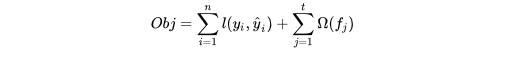 $Obj = \sum_{i=1}^{n} l(y_i, \hat{y}_i) + \sum_{j=1}^{t} \Omega(f_j)$